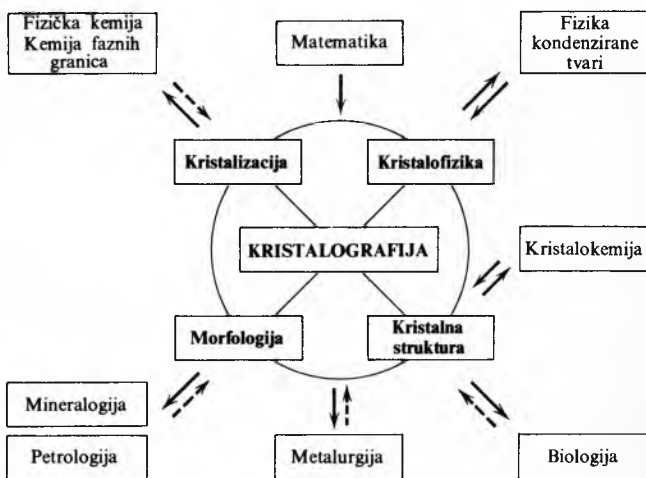 Fizička kemija
Kemija faznih
granica
Matematika
Fizika
kondenzirane
tvari
Kristalizacija
Kristalofizika
KRISTALOGRAFIJA
Kristalokemija
Morfologija
Kristalna
struktura
Mineralogija
Petrologija
Metalurgija
Biologija